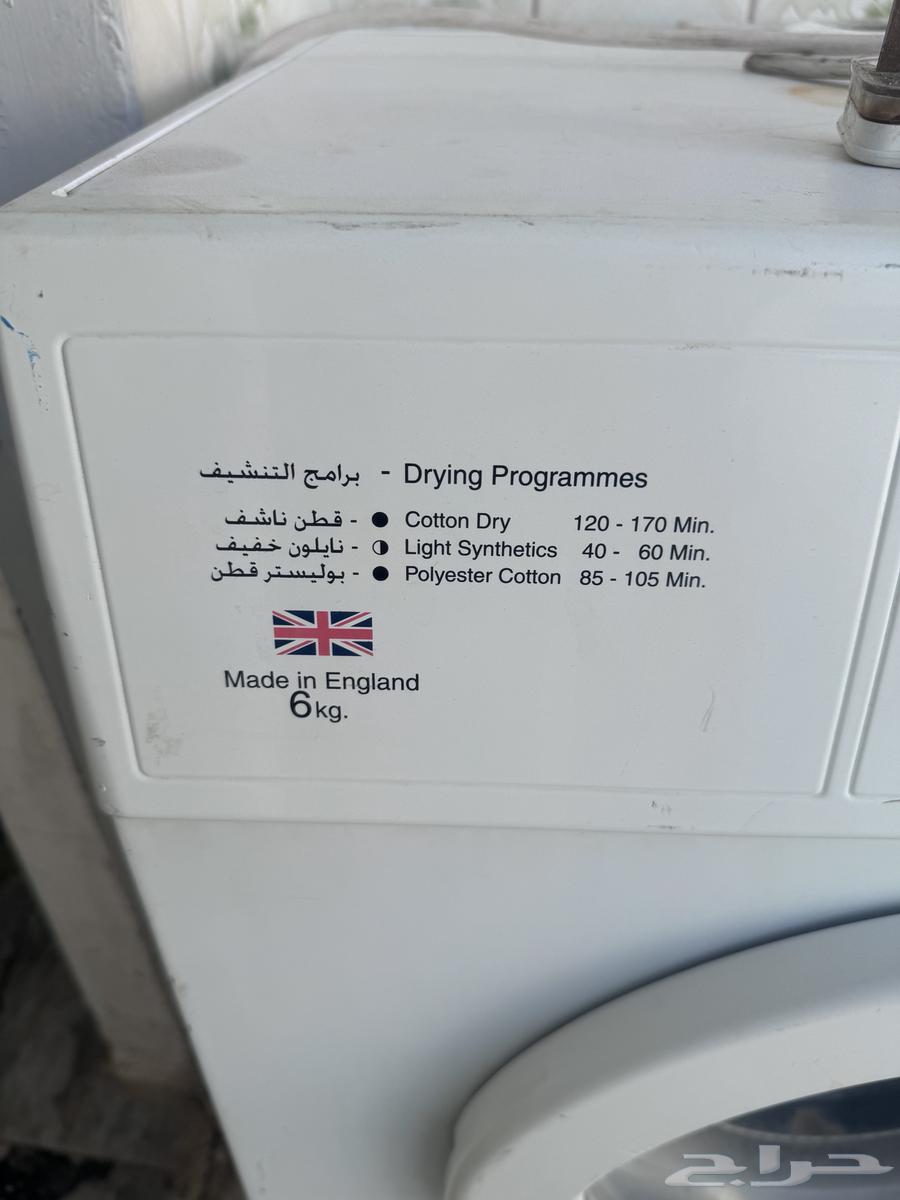 برامج التنشيف - Drying Programmes
قطن ناشف - ● Cotton Dry 120 - 170 Min.
نايلون خفيف - ◑ Light Synthetics 40 - 60 Min.
بوليستر قطن - ● Polyester Cotton 85 - 105 Min.
Made in England
6kg.
حراج